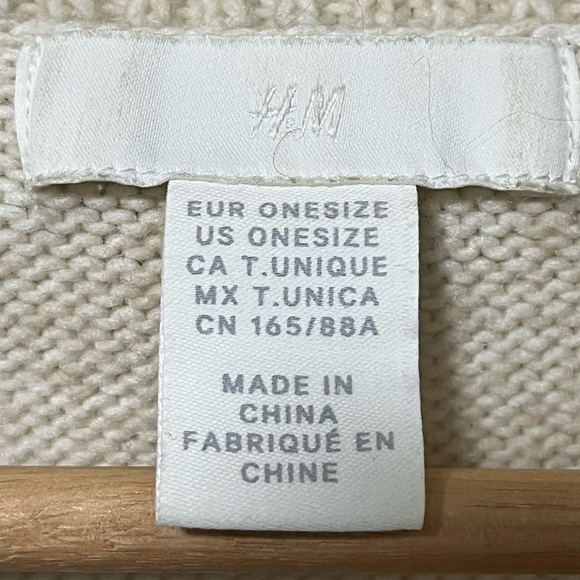 H&M
EUR ONESIZE
US ONESIZE
CA T.UNIQUE
MX T.UNICA
CN 165/88A
MADE IN
CHINA
FABRIQUÉ EN
CHINE